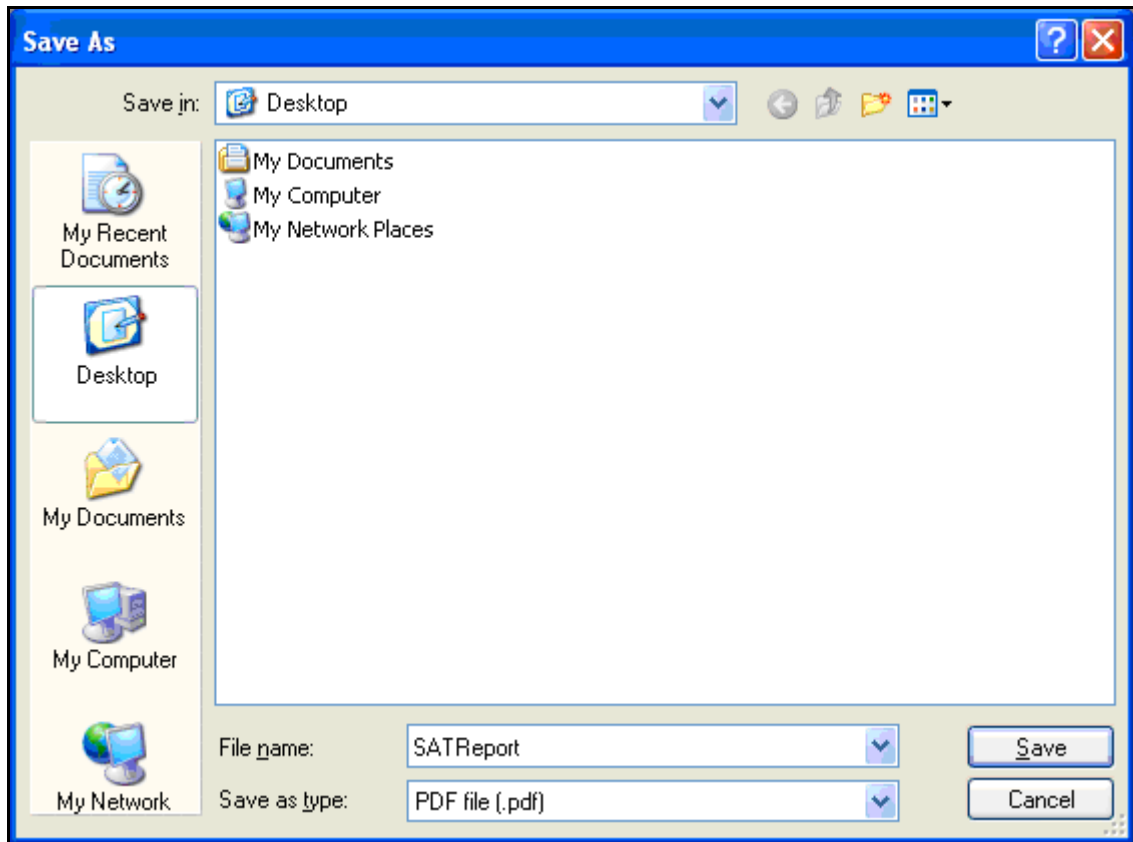 Save As
Save in:
Desktop
My Documents
My Computer
My Network Places
My Recent
Documents
Desktop
My Documents
My Computer
My Network
File name:
SATReport
Save
Save as type:
PDF file (.pdf)
Cancel